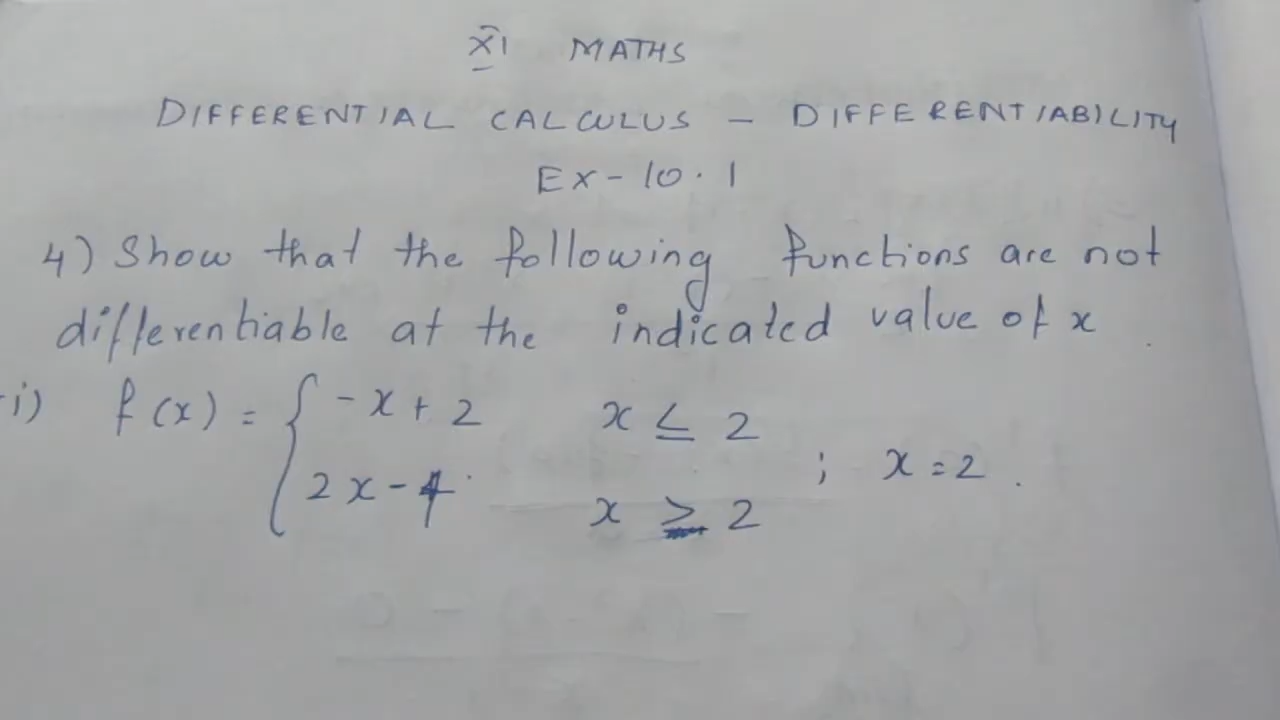 XI MATHS
DIFFERENTIAL CALCULUS - DIFFERENTIABILITY
EX-10.1
4) Show that the following functions are not
differentiable at the indicated value of x.
i) f(x) = { -x + 2 x ≤ 2
2x - 4 x ≥ 2 ; x = 2.